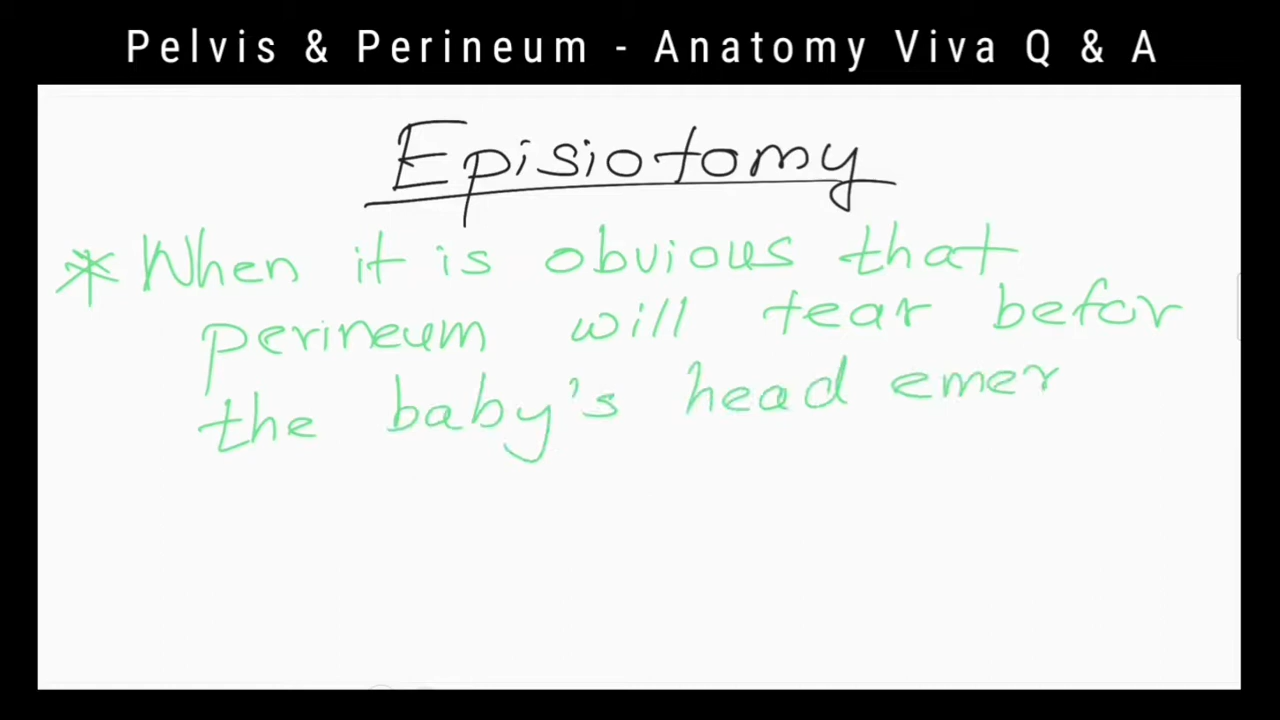 Pelvis & Perineum - Anatomy Viva Q & A
Episiotomy
* When it is obvious that
perineum will tear befor
the baby's head emer